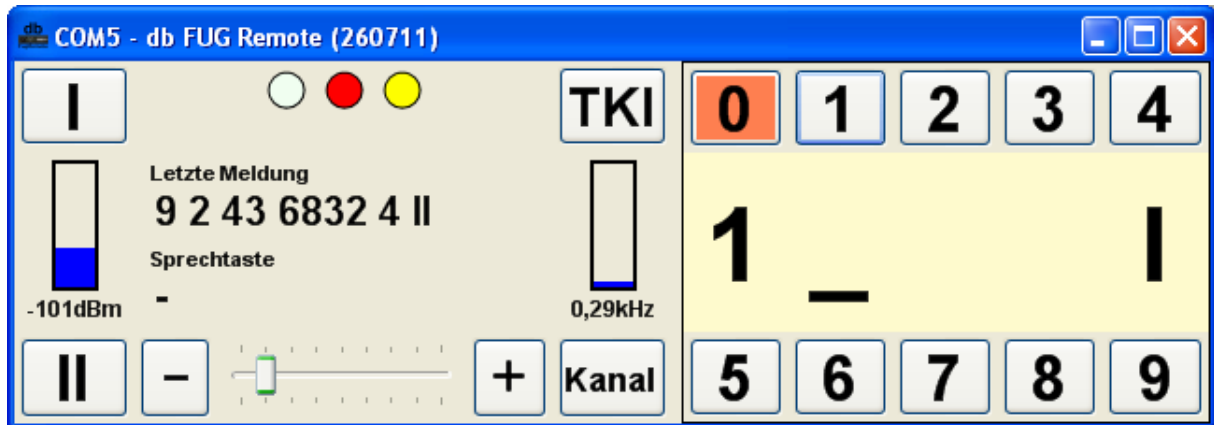 COM5 - db FUG Remote (260711)
I
TKI
0 1 2 3 4
Letzte Meldung
9 2 43 6832 4 II
Sprechtaste
-
-101dBm
0,29kHz
1_ I
II
-
+
Kanal
5 6 7 8 9